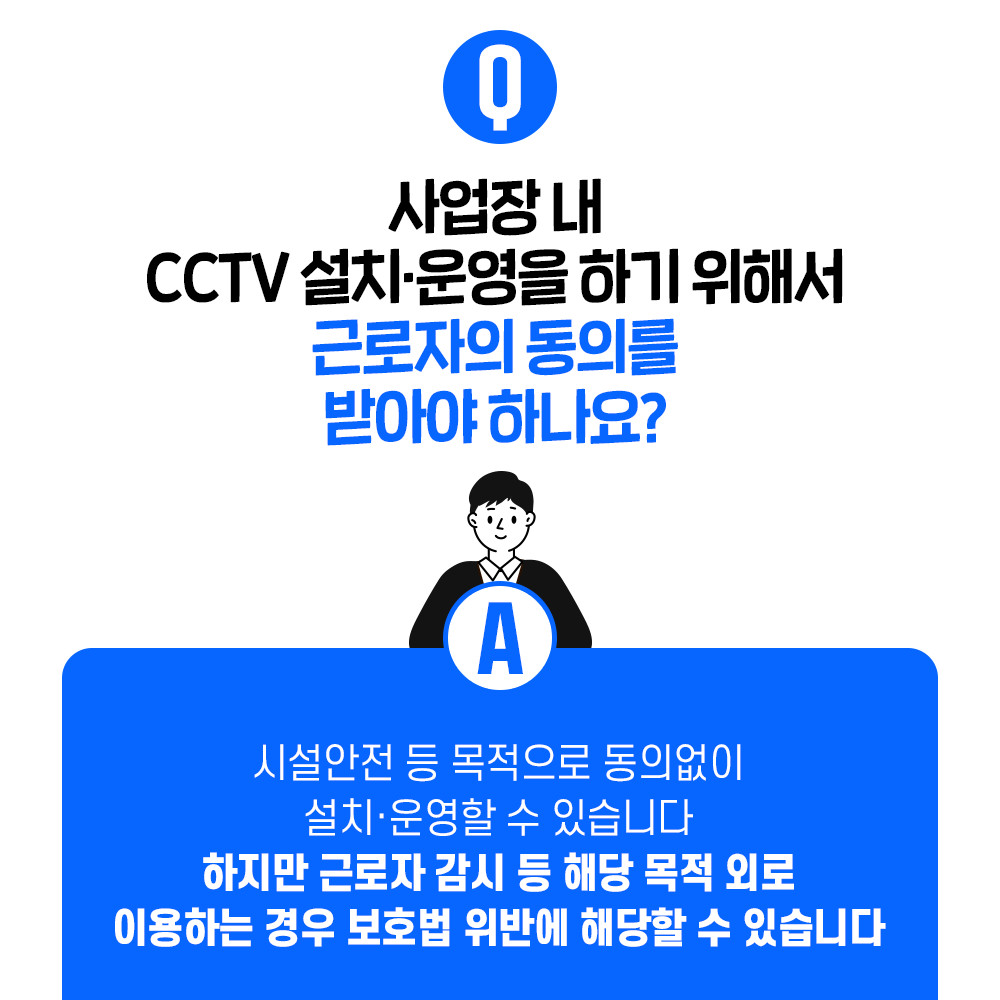 Q
사업장 내
CCTV 설치·운영을 하기 위해서
근로자의 동의를
받아야 하나요?
A
시설안전 등 목적으로 동의없이
설치·운영할 수 있습니다
하지만 근로자 감시 등 해당 목적 외로
이용하는 경우 보호법 위반에 해당할 수 있습니다